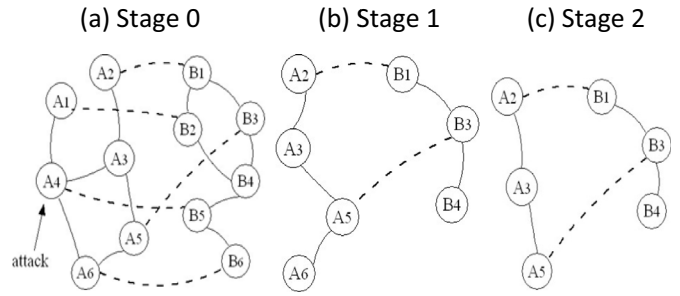 (a) Stage 0
A1
A2
A3
A4
A5
A6
B1
B2
B3
B4
B5
B6
attack
(b) Stage 1
A2
A3
A5
A6
B1
B3
B4
(c) Stage 2
A2
A3
A5
B1
B3
B4